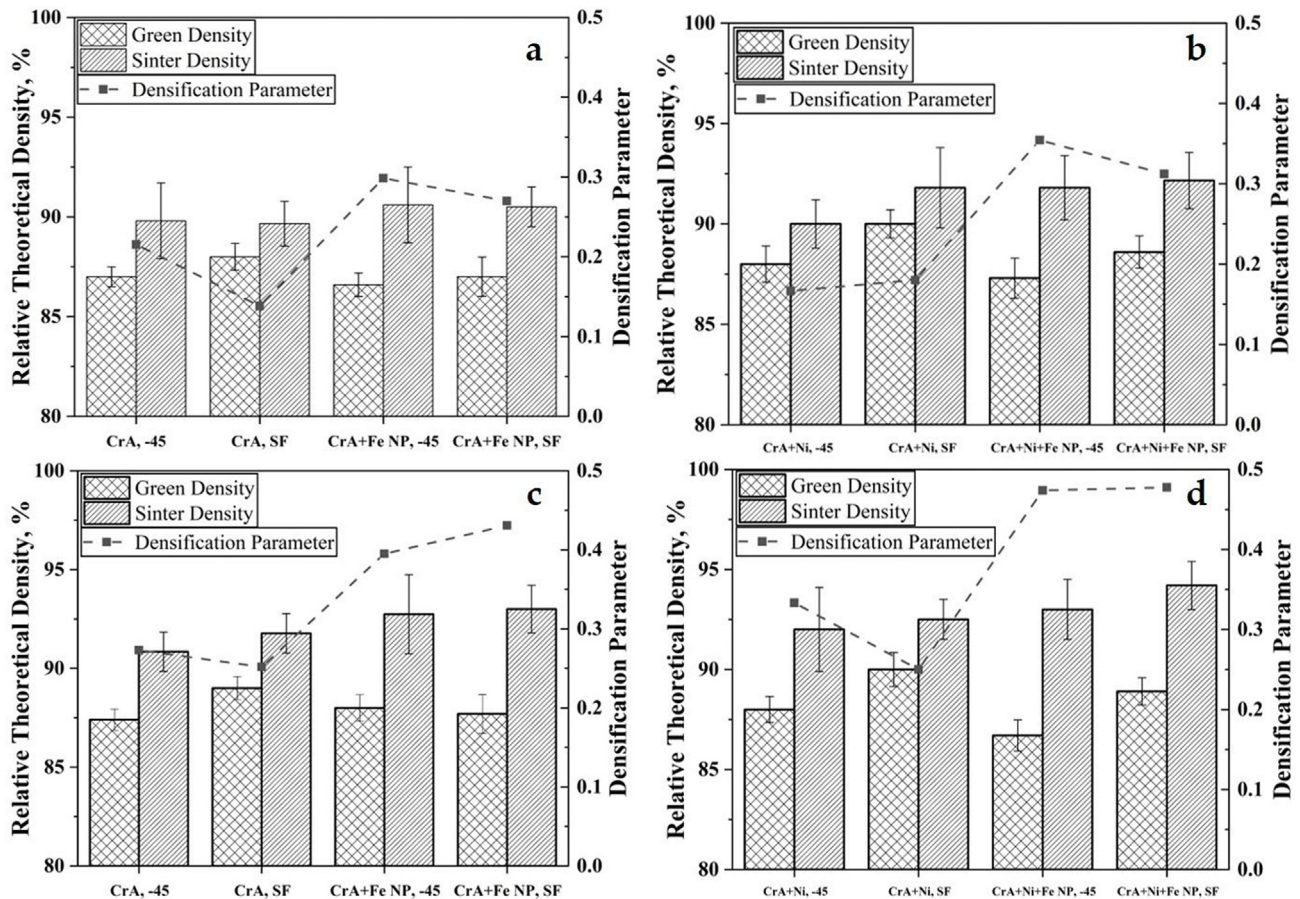 a
Green Density
Sinter Density
Densification Parameter
Relative Theoretical Density, %
100
95
90
85
80
Densification Parameter
0.5
0.4
0.3
0.2
0.1
0.0
CrA, -45 CrA, SF CrA+Fe NP, -45 CrA+Fe NP, SF
b
Green Density
Sinter Density
Densification Parameter
Relative Theoretical Density, %
100
95
90
85
80
Densification Parameter
0.5
0.4
0.3
0.2
0.1
0.0
CrA+Ni, -45 CrA+Ni, SF CrA+Ni+Fe NP, -45 CrA+Ni+Fe NP, SF
c
Green Density
Sinter Density
Densification Parameter
Relative Theoretical Density, %
100
95
90
85
80
Densification Parameter
0.5
0.4
0.3
0.2
0.1
0.0
CrA, -45 CrA, SF CrA+Fe NP, -45 CrA+Fe NP, SF
d
Green Density
Sinter Density
Densification Parameter
Relative Theoretical Density, %
100
95
90
85
80
Densification Parameter
0.5
0.4
0.3
0.2
0.1
0.0
CrA+Ni, -45 CrA+Ni, SF CrA+Ni+Fe NP, -45 CrA+Ni+Fe NP, SF